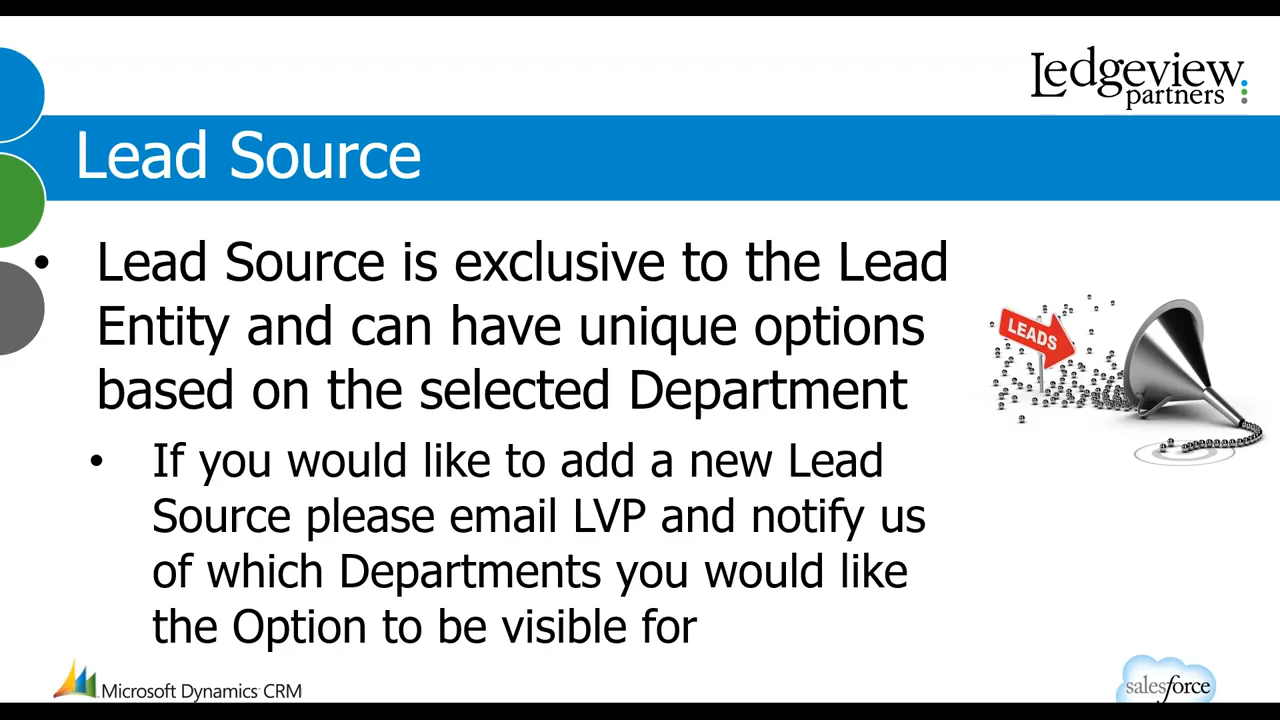 Ledgeview
partners
Lead Source
• Lead Source is exclusive to the Lead
Entity and can have unique options
based on the selected Department
LEADS
• If you would like to add a new Lead
Source please email LVP and notify us
of which Departments you would like
the Option to be visible for
Microsoft Dynamics CRM
salesforce